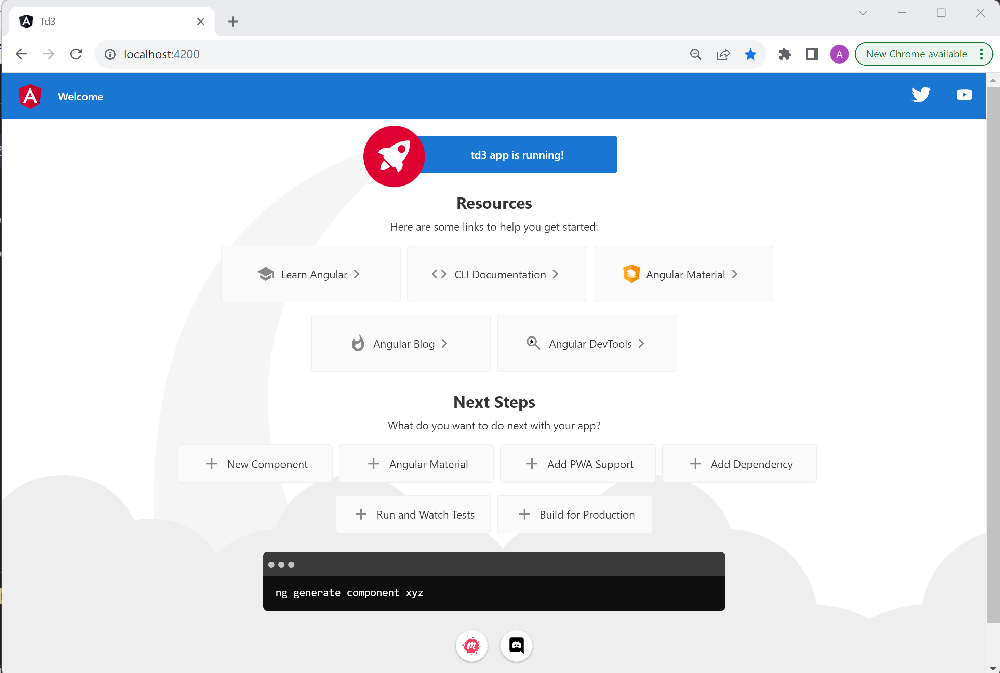 Td3
localhost:4200
A
New Chrome available
Welcome
td3 app is running!
Resources
Here are some links to help you get started:
Learn Angular
CLI Documentation
Angular Material
Angular Blog
Angular DevTools
Next Steps
What do you want to do next with your app?
New Component
Angular Material
Add PWA Support
Add Dependency
Run and Watch Tests
Build for Production
ng generate component xyz